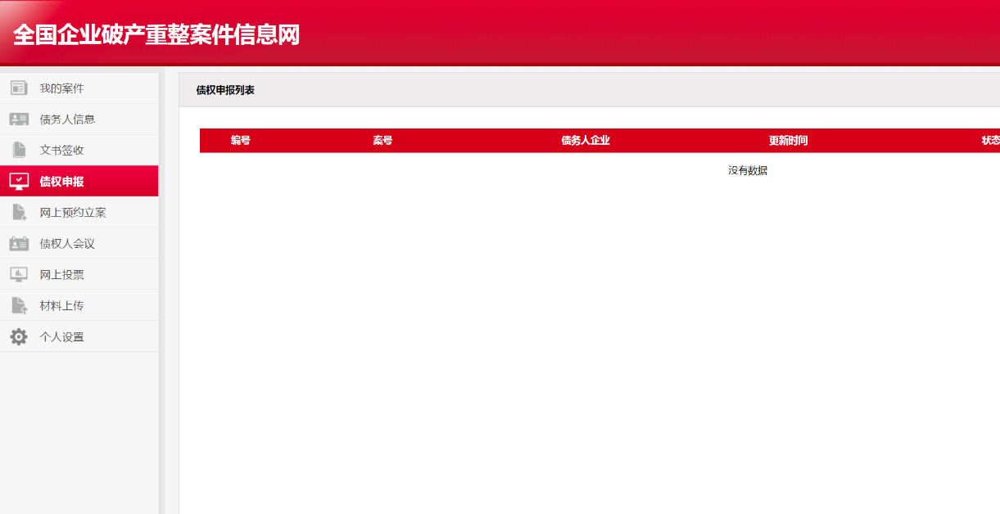 全国企业破产重整案件信息网
我的案件
债务人信息
文书签收
债权申报
网上预约立案
债权人会议
网上投票
材料上传
个人设置
债权申报列表
编号 案号 债务人企业 更新时间 状态
没有数据